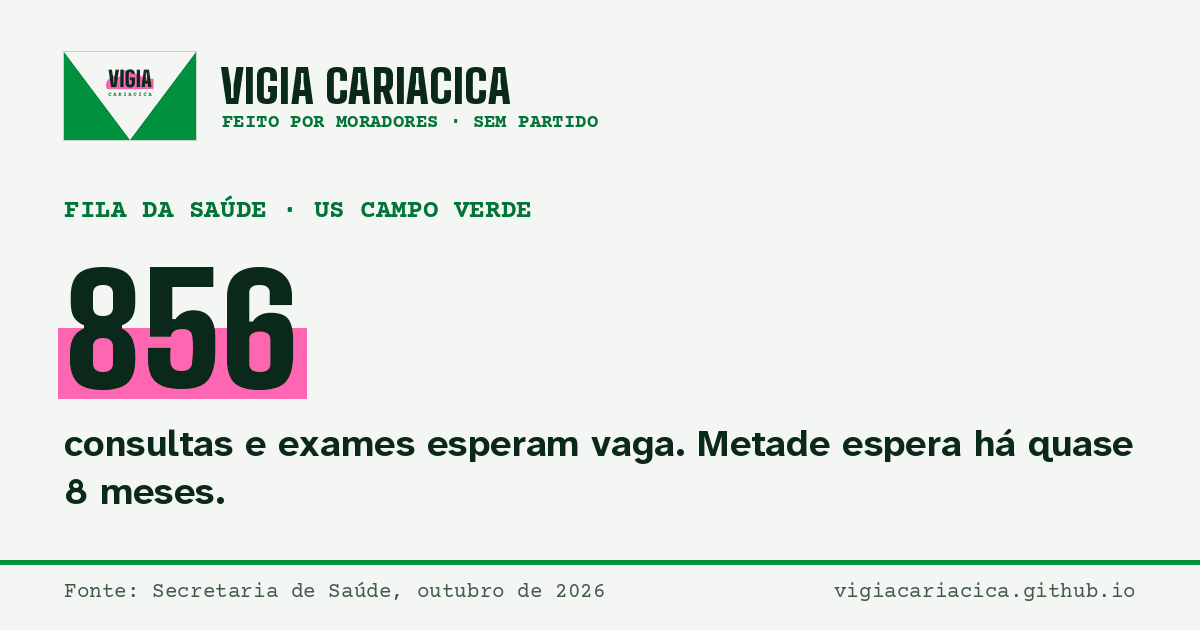 VIGIA
CARIACICA
VIGIA CARIACICA
FEITO POR MORADORES · SEM PARTIDO
FILA DA SAÚDE · US CAMPO VERDE
856
consultas e exames esperam vaga. Metade espera há quase
8 meses.
Fonte: Secretaria de Saúde, outubro de 2026
vigiacariacica.github.io